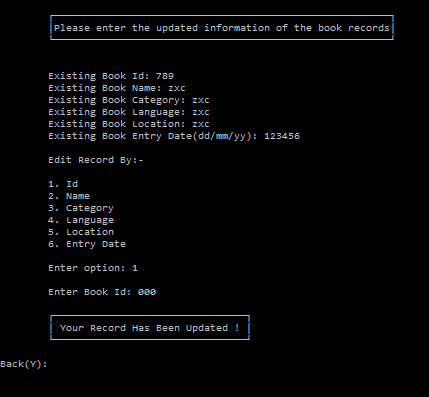 Please enter the updated information of the book records
Existing Book Id: 789
Existing Book Name: zxc
Existing Book Category: zxc
Existing Book Language: zxc
Existing Book Location: zxc
Existing Book Entry Date(dd/mm/yy): 123456
Edit Record By:-
1. Id
2. Name
3. Category
4. Language
5. Location
6. Entry Date
Enter option: 1
Enter Book Id: 000
Your Record Has Been Updated !
Back(Y):